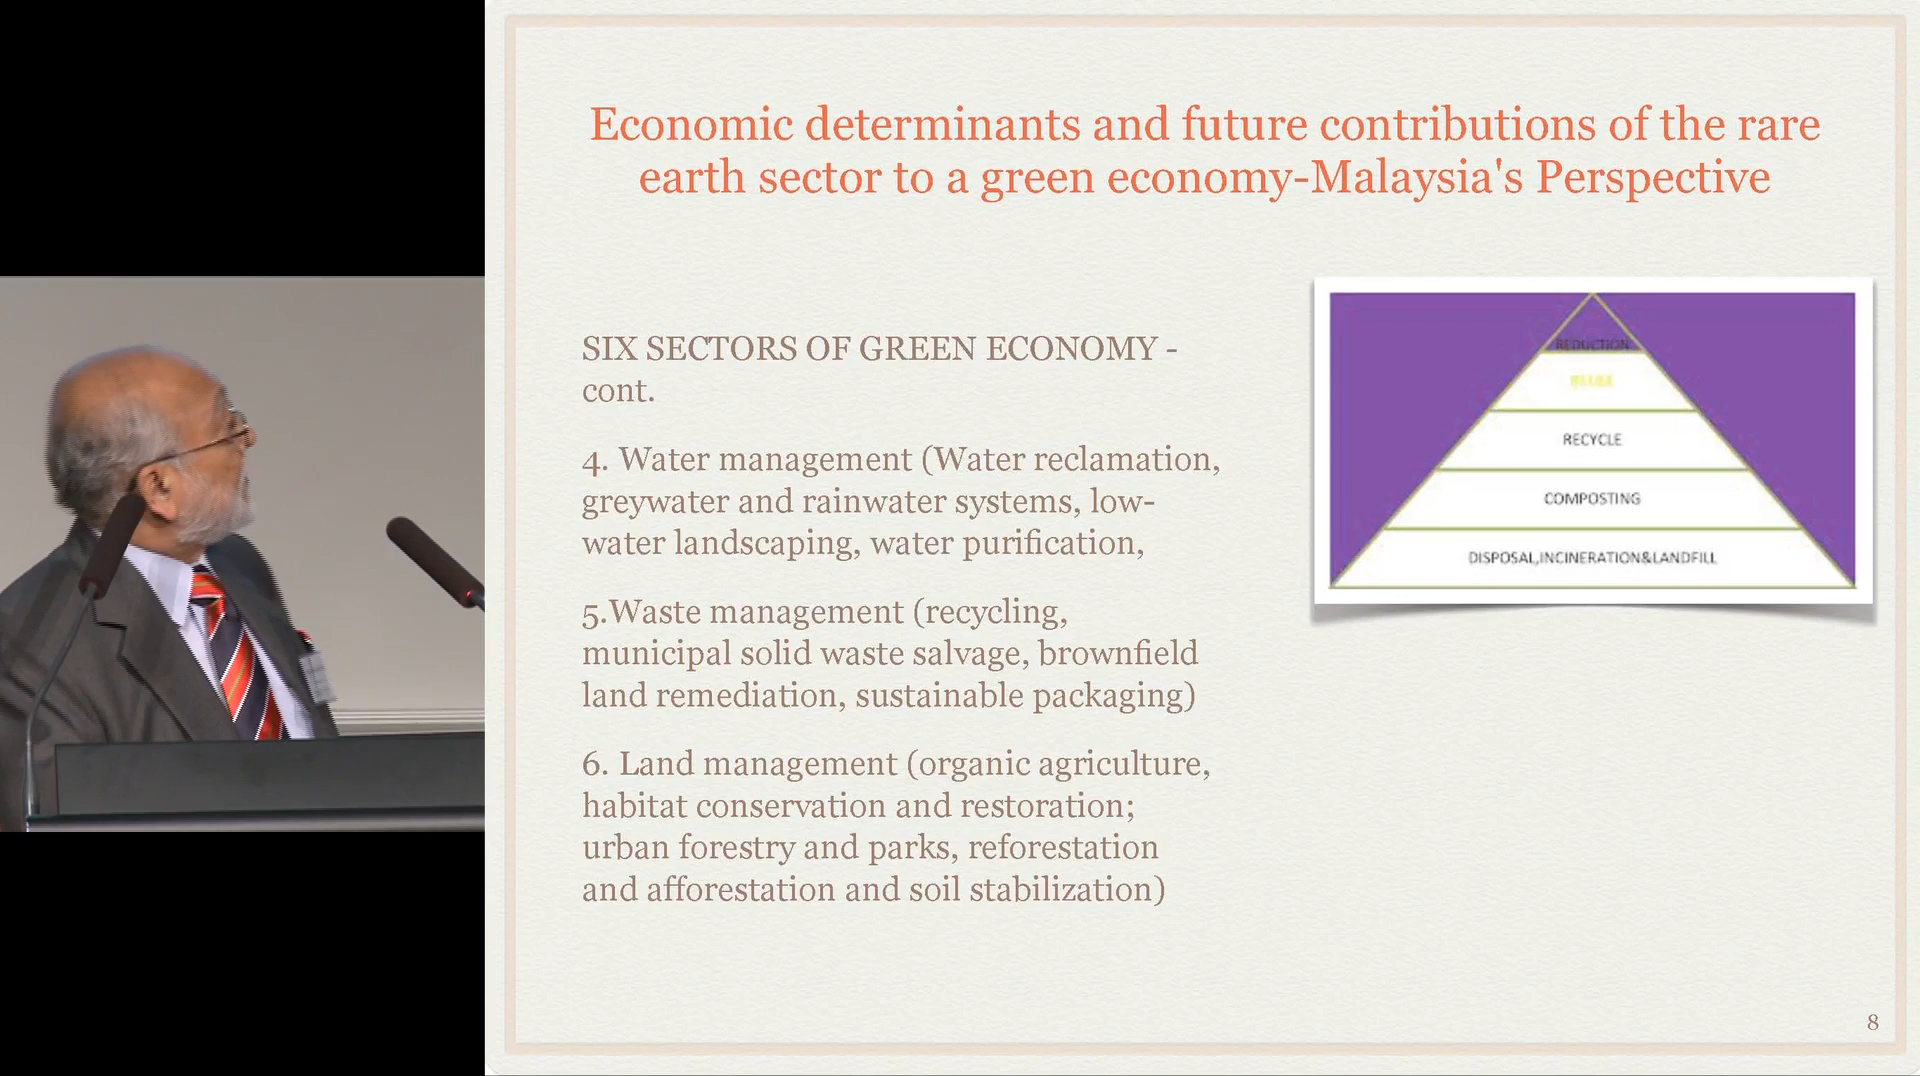 Economic determinants and future contributions of the rare
earth sector to a green economy-Malaysia's Perspective
SIX SECTORS OF GREEN ECONOMY -
cont.
4. Water management (Water reclamation,
greywater and rainwater systems, low-
water landscaping, water purification,
5.Waste management (recycling,
municipal solid waste salvage, brownfield
land remediation, sustainable packaging)
6. Land management (organic agriculture,
habitat conservation and restoration;
urban forestry and parks, reforestation
and afforestation and soil stabilization)
REDUCTION
RECYCLE
COMPOSTING
DISPOSAL,INCINERATION&LANDFILL
8